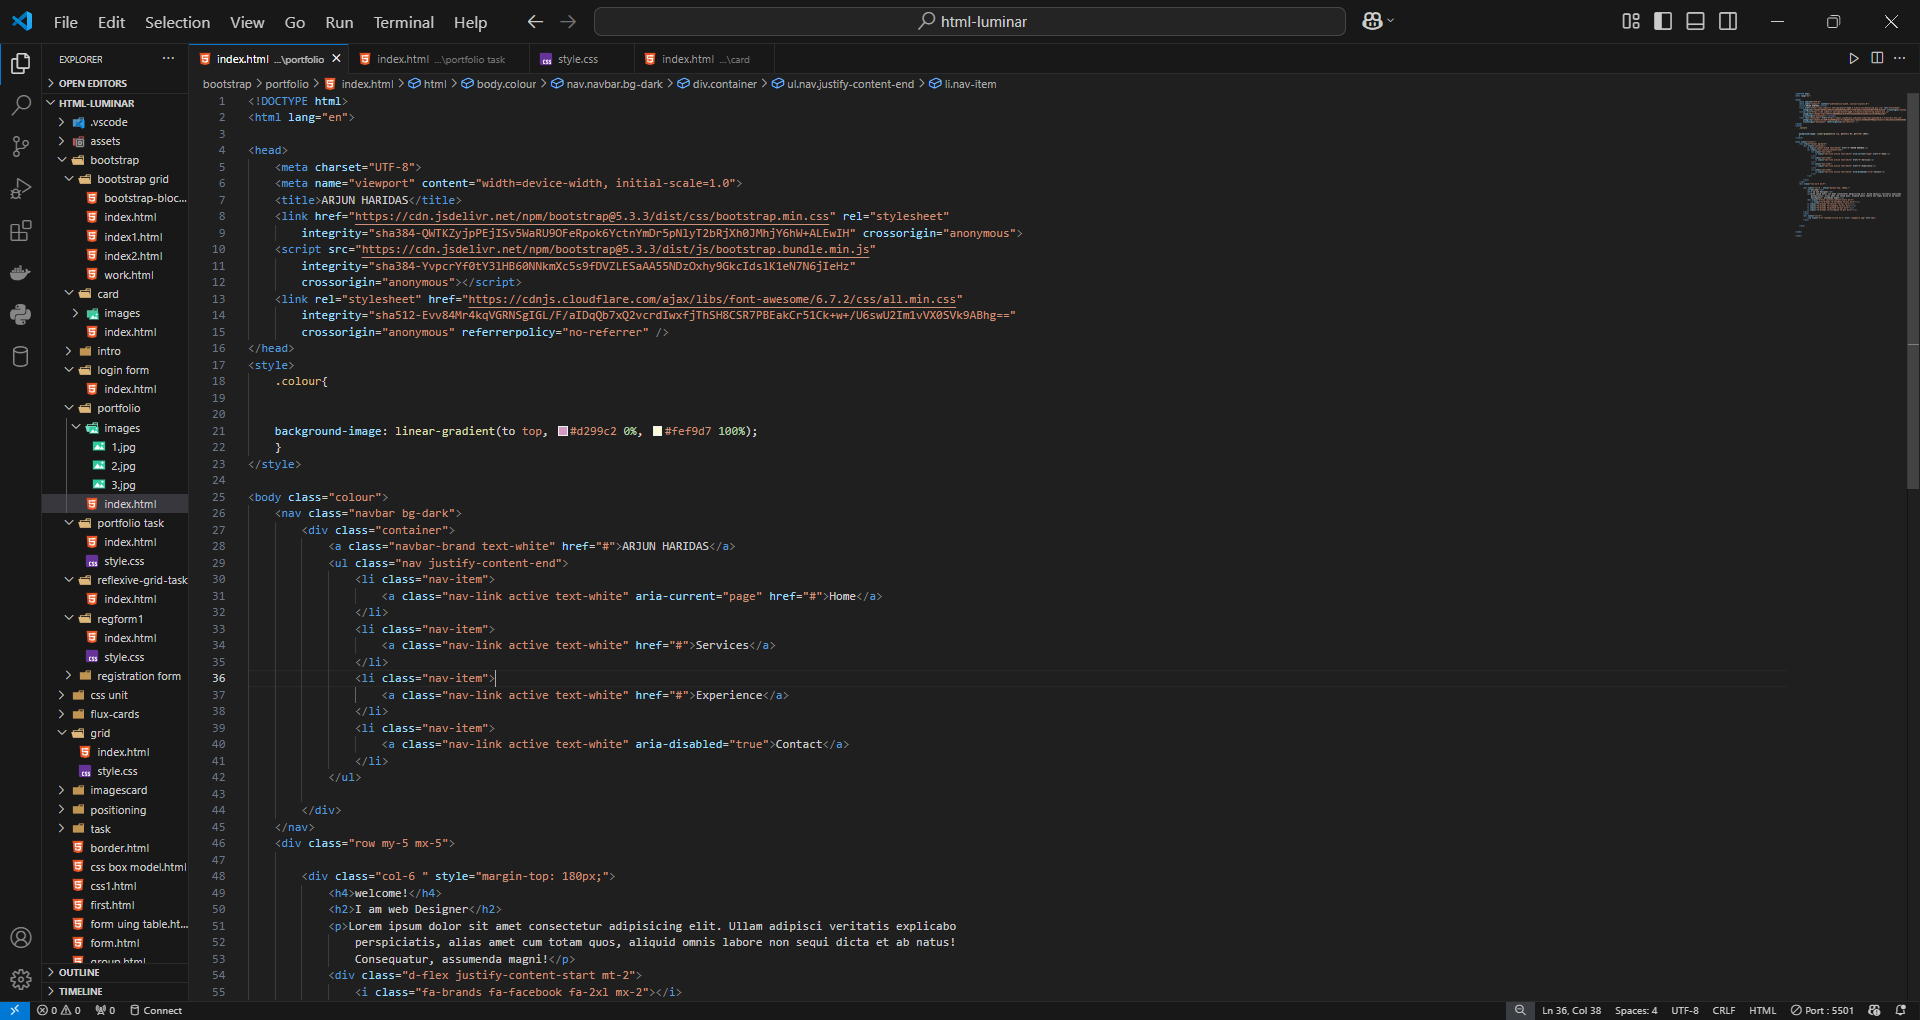 File Edit Selection View Go Run Terminal Help
html-luminar
EXPLORER
OPEN EDITORS
HTML-LUMINAR
.vscode
assets
bootstrap
bootstrap grid
bootstrap-bloc...
index.html
index1.html
index2.html
work.html
card
images
index.html
intro
login form
index.html
portfolio
images
1.jpg
2.jpg
3.jpg
index.html
portfolio task
index.html
style.css
reflexive-grid-task
index.html
regform1
index.html
style.css
registration form
css unit
flux-cards
grid
index.html
style.css
imagescard
positioning
task
border.html
css box model.html
css1.html
first.html
form uing table.ht...
form.html
group.html
OUTLINE
TIMELINE
index.html ...\portfolio
index.html ...\portfolio task
style.css
index.html ...\card
bootstrap > portfolio > index.html > html > body.colour > nav.navbar.bg-dark > div.container > ul.nav.justify-content-end > li.nav-item
1 <!DOCTYPE html>
2 <html lang="en">
3
4 <head>
5 <meta charset="UTF-8">
6 <meta name="viewport" content="width=device-width, initial-scale=1.0">
7 <title>ARJUN HARIDAS</title>
8 <link href="https://cdn.jsdelivr.net/npm/bootstrap@5.3.3/dist/css/bootstrap.min.css" rel="stylesheet"
9 integrity="sha384-QWTKZyjpPEjISv5WaRU9OFeRpok6YctnYmDr5pNlyT2bRjXh0JMhjY6hW+ALEwIH" crossorigin="anonymous">
10 <script src="https://cdn.jsdelivr.net/npm/bootstrap@5.3.3/dist/js/bootstrap.bundle.min.js"
11 integrity="sha384-YvpcrYf0tY3lHB60NNkmXc5s9fDVZLESaAA55NDzOxhy9GkcIdslK1eN7N6jIeHz"
12 crossorigin="anonymous"></script>
13 <link rel="stylesheet" href="https://cdnjs.cloudflare.com/ajax/libs/font-awesome/6.7.2/css/all.min.css"
14 integrity="sha512-Evv84Mr4kqVGRNSgIGL/F/aIDqQb7xQ2vcrdIwxfjThSH8CSR7PBEakCr51Ck+w+/U6swU2Im1vVX0SVk9ABhg=="
15 crossorigin="anonymous" referrerpolicy="no-referrer" />
16 </head>
17 <style>
18 .colour{
19
20
21 background-image: linear-gradient(to top, #d299c2 0%, #fef9d7 100%);
22 }
23 </style>
24
25 <body class="colour">
26 <nav class="navbar bg-dark">
27 <div class="container">
28 <a class="navbar-brand text-white" href="#">ARJUN HARIDAS</a>
29 <ul class="nav justify-content-end">
30 <li class="nav-item">
31 <a class="nav-link active text-white" aria-current="page" href="#">Home</a>
32 </li>
33 <li class="nav-item">
34 <a class="nav-link active text-white" href="#">Services</a>
35 </li>
36 <li class="nav-item">
37 <a class="nav-link active text-white" href="#">Experience</a>
38 </li>
39 <li class="nav-item">
40 <a class="nav-link active text-white" aria-disabled="true">Contact</a>
41 </li>
42 </ul>
43
44 </div>
45 </nav>
46 <div class="row my-5 mx-5">
47
48 <div class="col-6 " style="margin-top: 180px;">
49 <h4>welcome!</h4>
50 <h2>I am web Designer</h2>
51 <p>Lorem ipsum dolor sit amet consectetur adipisicing elit. Ullam adipisci veritatis explicabo
52 perspiciatis, alias amet cum totam quos, aliquid omnis labore non sequi dicta et ab natus!
53 Consequatur, assumenda magni!</p>
54 <div class="d-flex justify-content-start mt-2">
55 <i class="fa-brands fa-facebook fa-2xl mx-2"></i>
0 0 0 Connect
Ln 36, Col 38 Spaces: 4 UTF-8 CRLF HTML Port : 5501